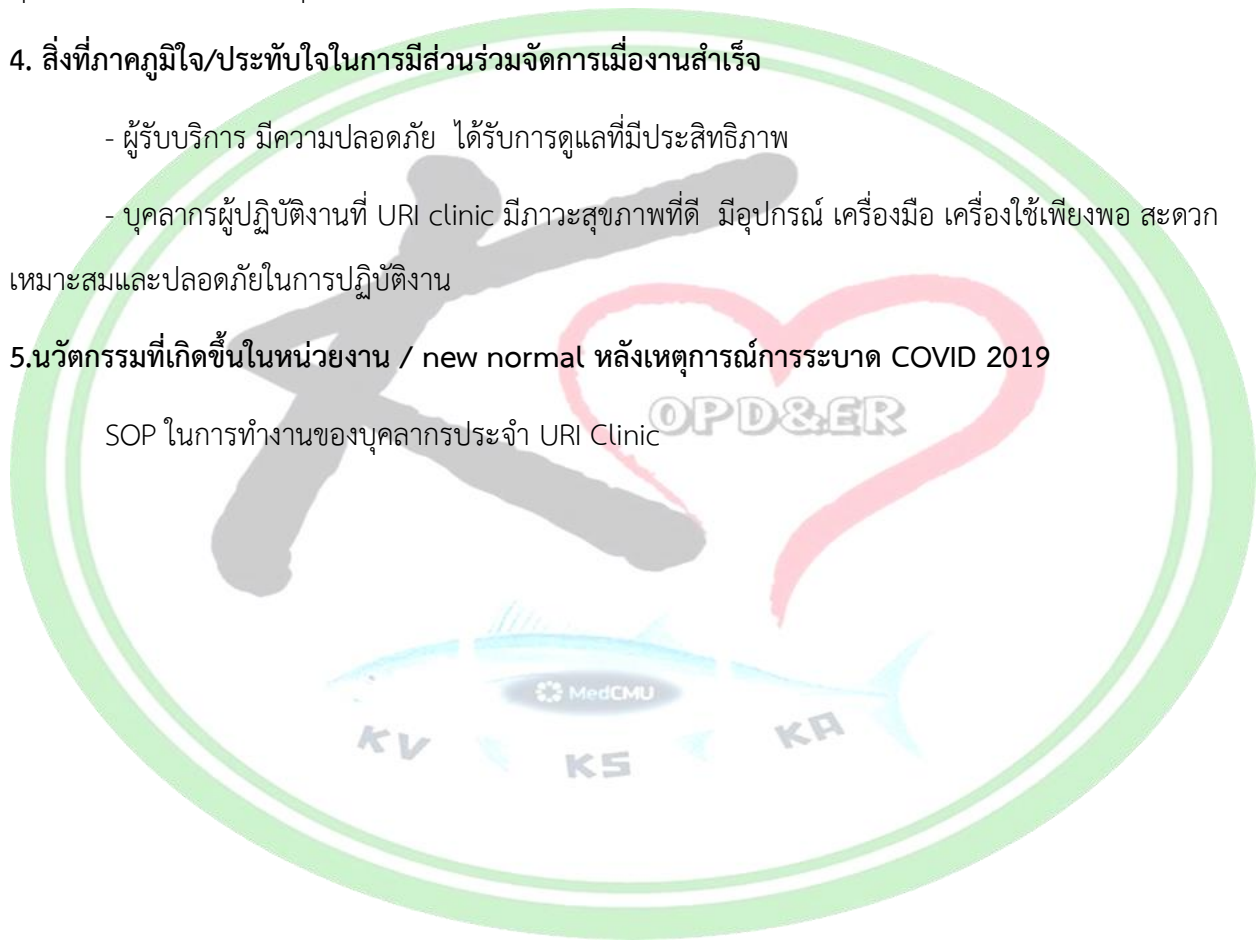 4. สิ่งที่ภาคภูมิใจ/ประทับใจในการมีส่วนร่วมจัดการเมื่องานสำเร็จ
- ผู้รับบริการ มีความปลอดภัย ได้รับการดูแลที่มีประสิทธิภาพ
- บุคลากรผู้ปฏิบัติงานที่ URI clinic มีภาวะสุขภาพที่ดี มีอุปกรณ์ เครื่องมือ เครื่องใช้เพียงพอ สะดวก
เหมาะสมและปลอดภัยในการปฏิบัติงาน
5.นวัตกรรมที่เกิดขึ้นในหน่วยงาน / new normal หลังเหตุการณ์การระบาด COVID 2019
OPD&ER
SOP ในการทำงานของบุคลากรประจำ URI Clinic
MedCMU
KV KS KA